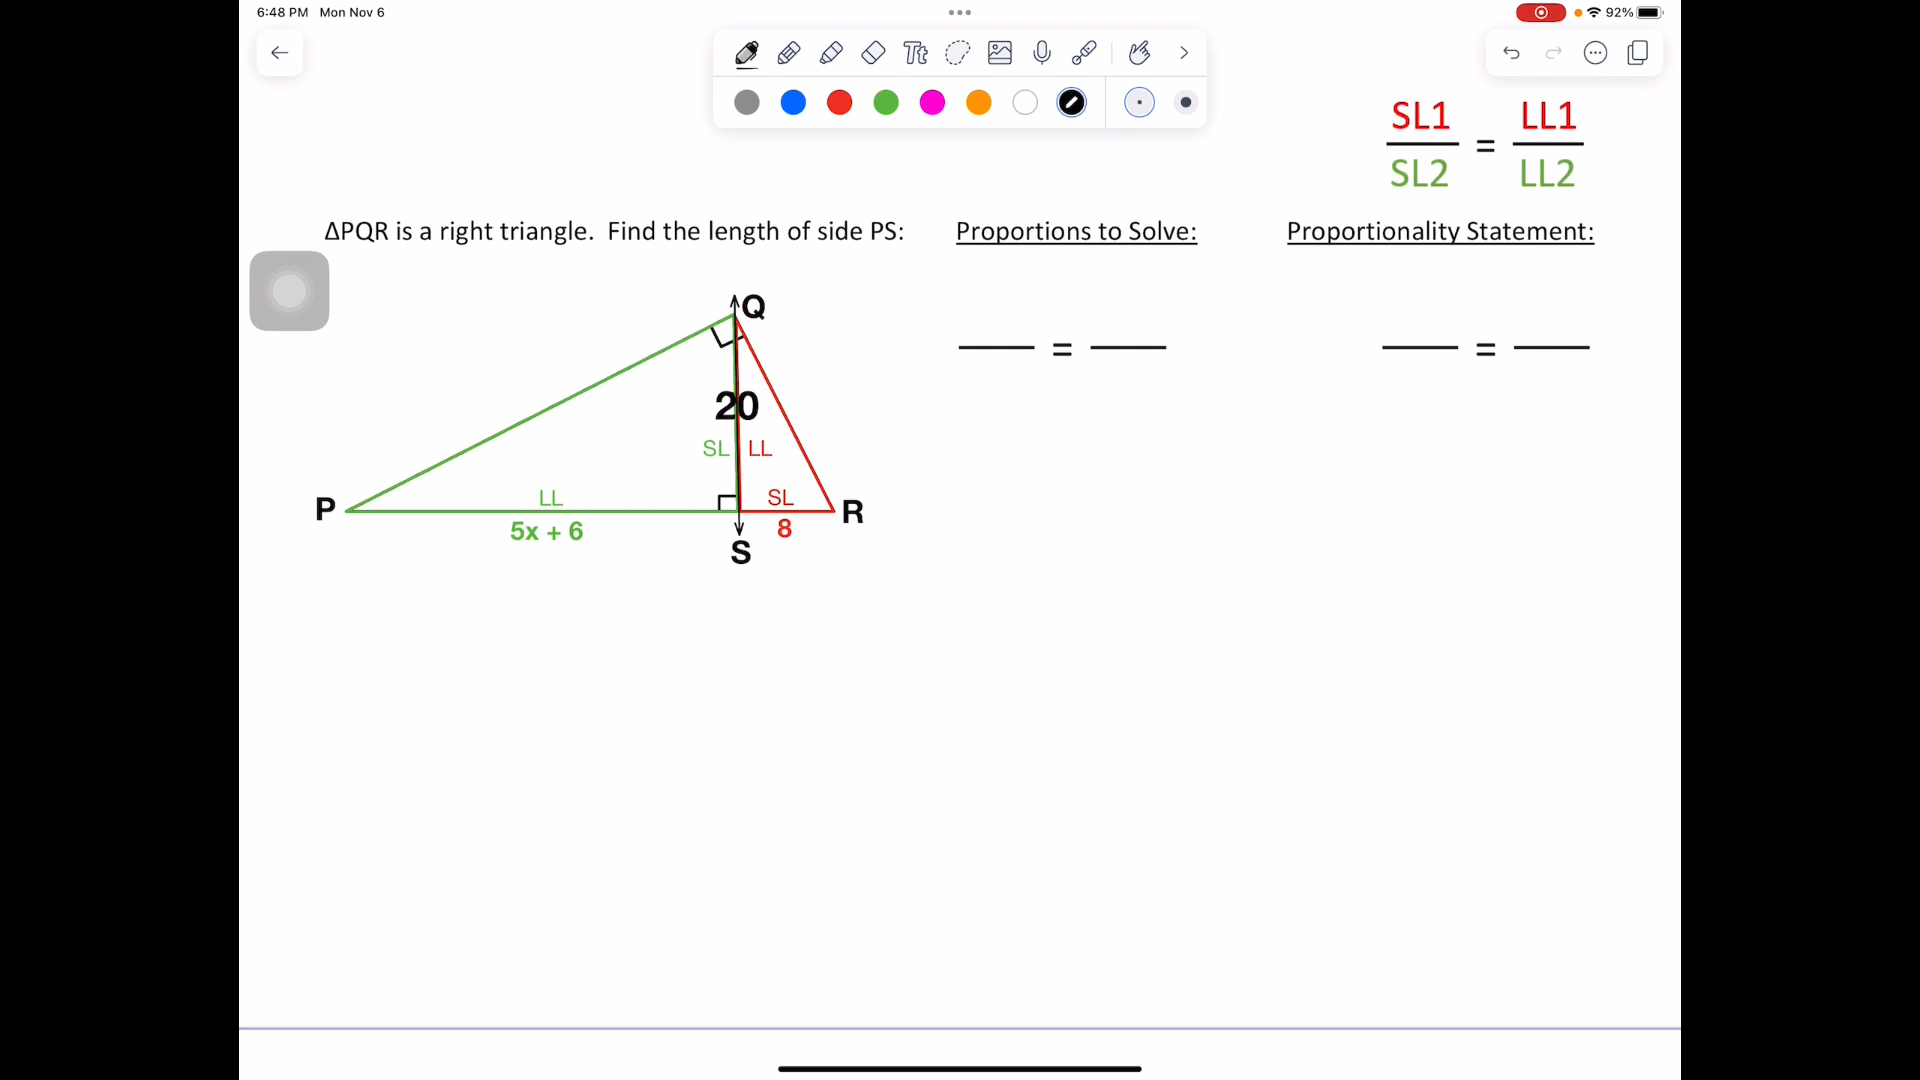 6:48 PM Mon Nov 6
92%
Tt
SL1 = LL1
SL2 LL2
ΔPQR is a right triangle. Find the length of side PS:
Proportions to Solve:
Proportionality Statement:
Q
=
=
20
SL LL
P
LL
SL
R
5x + 6
8
S